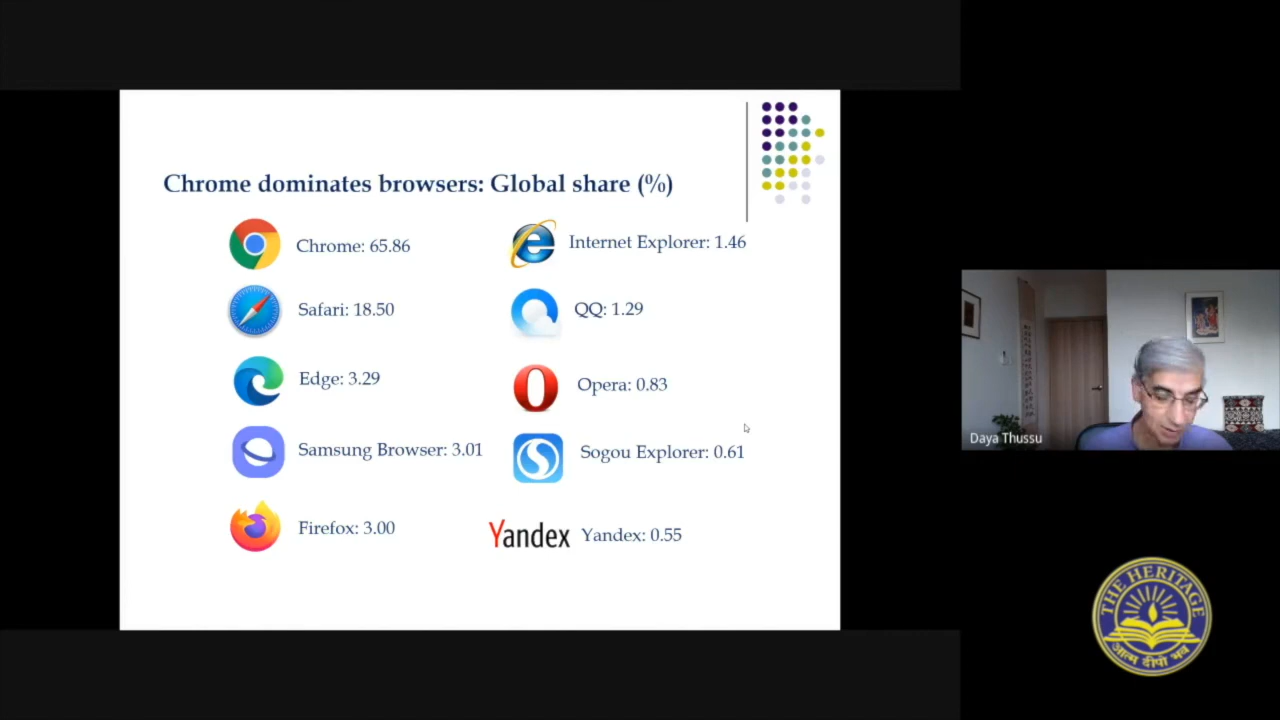 Chrome dominates browsers: Global share (%)
Chrome: 65.86
Internet Explorer: 1.46
Safari: 18.50
QQ: 1.29
Edge: 3.29
Opera: 0.83
Samsung Browser: 3.01
Sogou Explorer: 0.61
Firefox: 3.00
Yandex
Yandex: 0.55
Daya Thussu
THE HERITAGE
आत्म दीपो भव